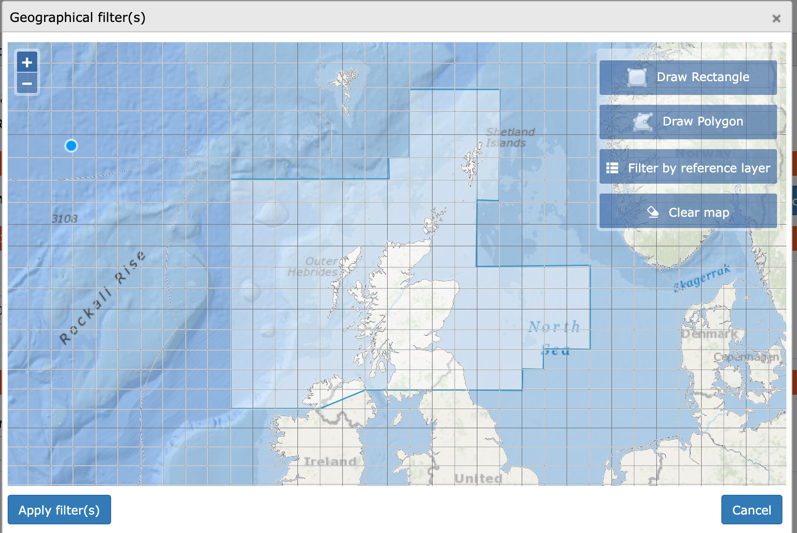 Geographical filter(s)
×
+
−
Draw Rectangle
Draw Polygon
Filter by reference layer
Clear map
Shetland
Islands
Norway
3103
Rockall Rise
Outer
Hebrides
Skagerrak
North
Sea
Denmark
Copenhagen
Ireland
United
Apply filter(s)
Cancel